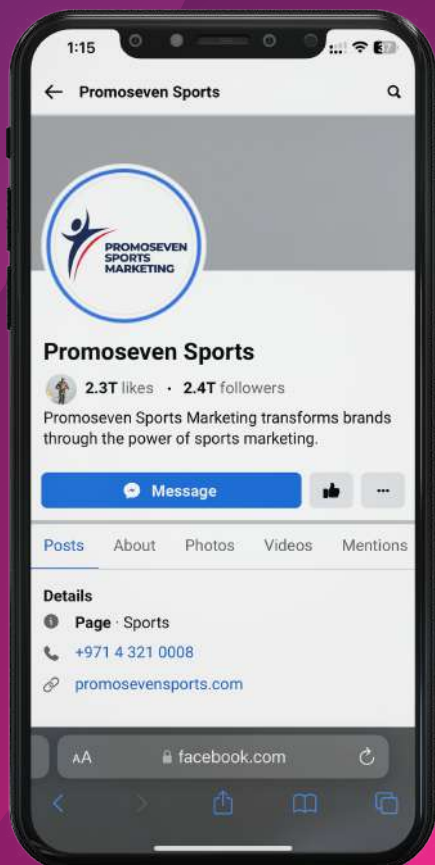 1:15
37
Promoseven Sports
PROMOSEVEN
SPORTS
MARKETING
Promoseven Sports
2.3T likes · 2.4T followers
Promoseven Sports Marketing transforms brands
through the power of sports marketing.
Message
Posts About Photos Videos Mentions
Details
Page · Sports
+971 4 321 0008
promosevensports.com
AA facebook.com